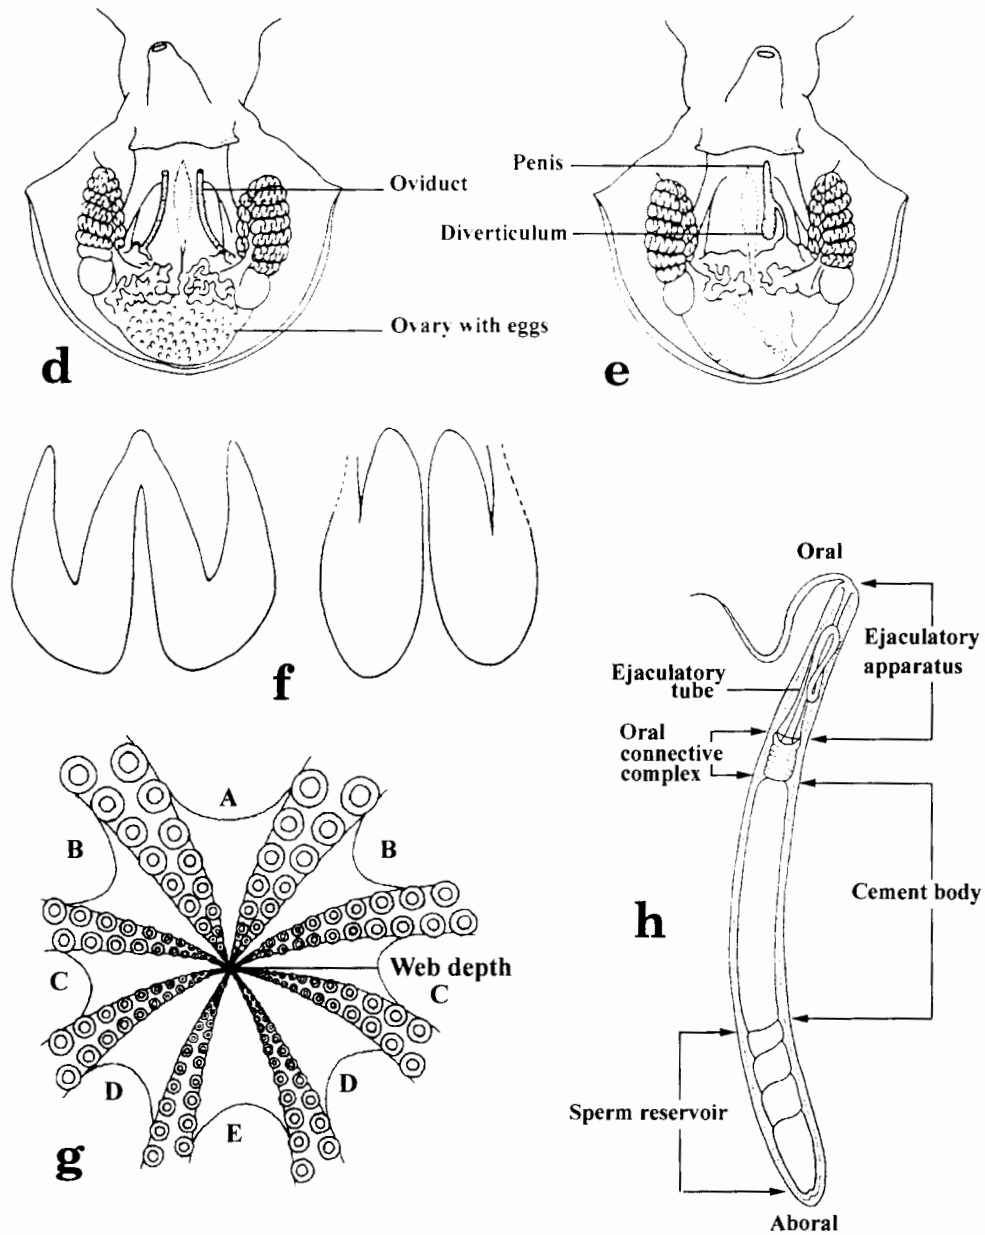 Oviduct
Ovary with eggs
d
Penis
Diverticulum
e
f
Oral
Ejaculatory
apparatus
Ejaculatory
tube
Oral
connective
complex
Cement body
Sperm reservoir
Aboral
h
A
B
B
C
Web depth
C
D
D
E
g